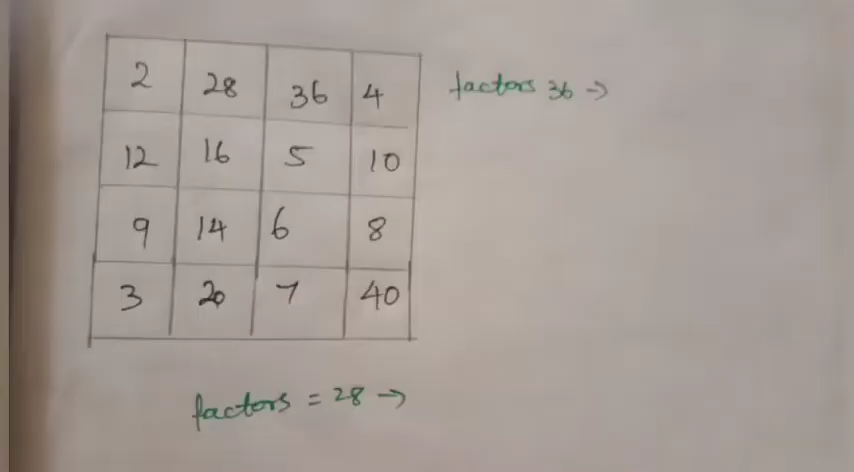 2 28 36 4 factors 36 →
12 16 5 10
9 14 6 8
3 20 7 40
factors = 28 →